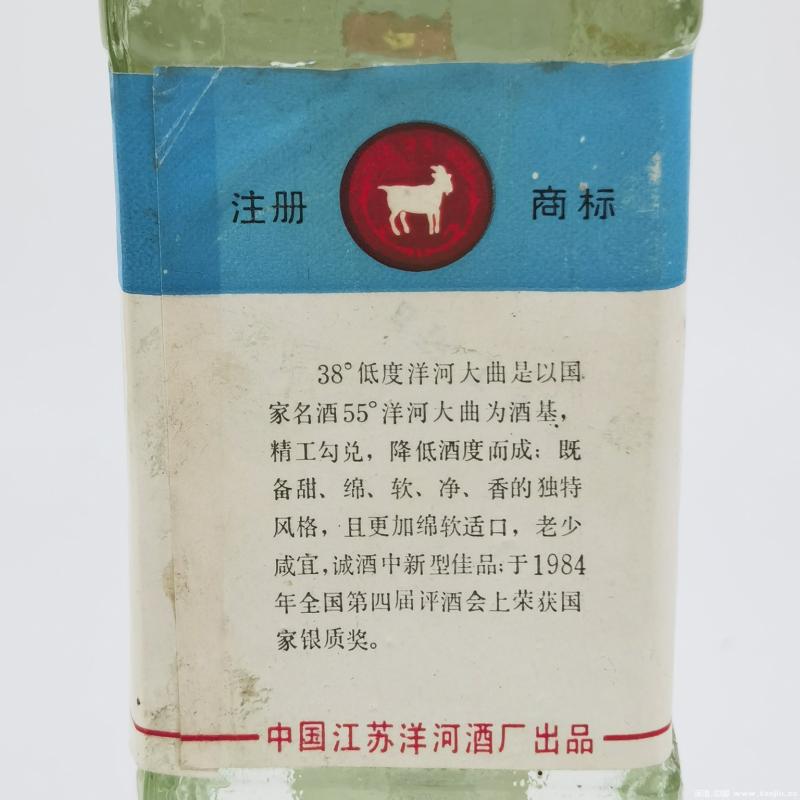 注册 商标
38°低度洋河大曲是以国
家名酒55°洋河大曲为酒基，
精工勾兑，降低酒度而成；既
备甜、绵、软、净、香的独特
风格，且更加绵软适口，老少
咸宜，诚酒中新型佳品；于1984
年全国第四届评酒会上荣获国
家银质奖。
中国江苏洋河酒厂出品